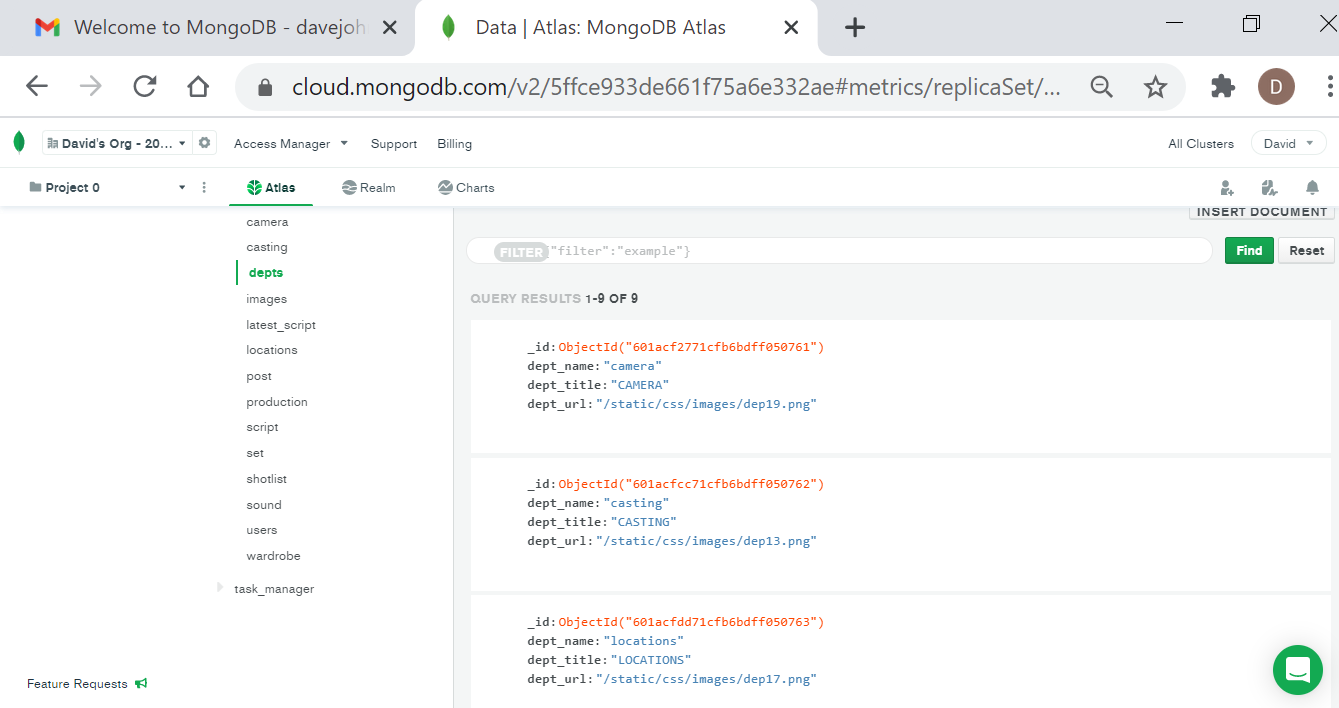 Welcome to MongoDB - davejoh
Data | Atlas: MongoDB Atlas
cloud.mongodb.com/v2/5ffce933de661f75a6e332ae#metrics/replicaSet/...
D
David's Org - 20...
Access Manager
Support
Billing
All Clusters
David
Project 0
Atlas
Realm
Charts
camera
casting
depts
images
latest_script
locations
post
production
script
set
shotlist
sound
users
wardrobe
task_manager
Feature Requests
INSERT DOCUMENT
FILTER {"filter":"example"}
Find
Reset
QUERY RESULTS 1-9 OF 9
_id:ObjectId("601acf2771cfb6bdff050761")
dept_name:"camera"
dept_title:"CAMERA"
dept_url:"/static/css/images/dep19.png"
_id:ObjectId("601acfcc71cfb6bdff050762")
dept_name:"casting"
dept_title:"CASTING"
dept_url:"/static/css/images/dep13.png"
_id:ObjectId("601acfdd71cfb6bdff050763")
dept_name:"locations"
dept_title:"LOCATIONS"
dept_url:"/static/css/images/dep17.png"